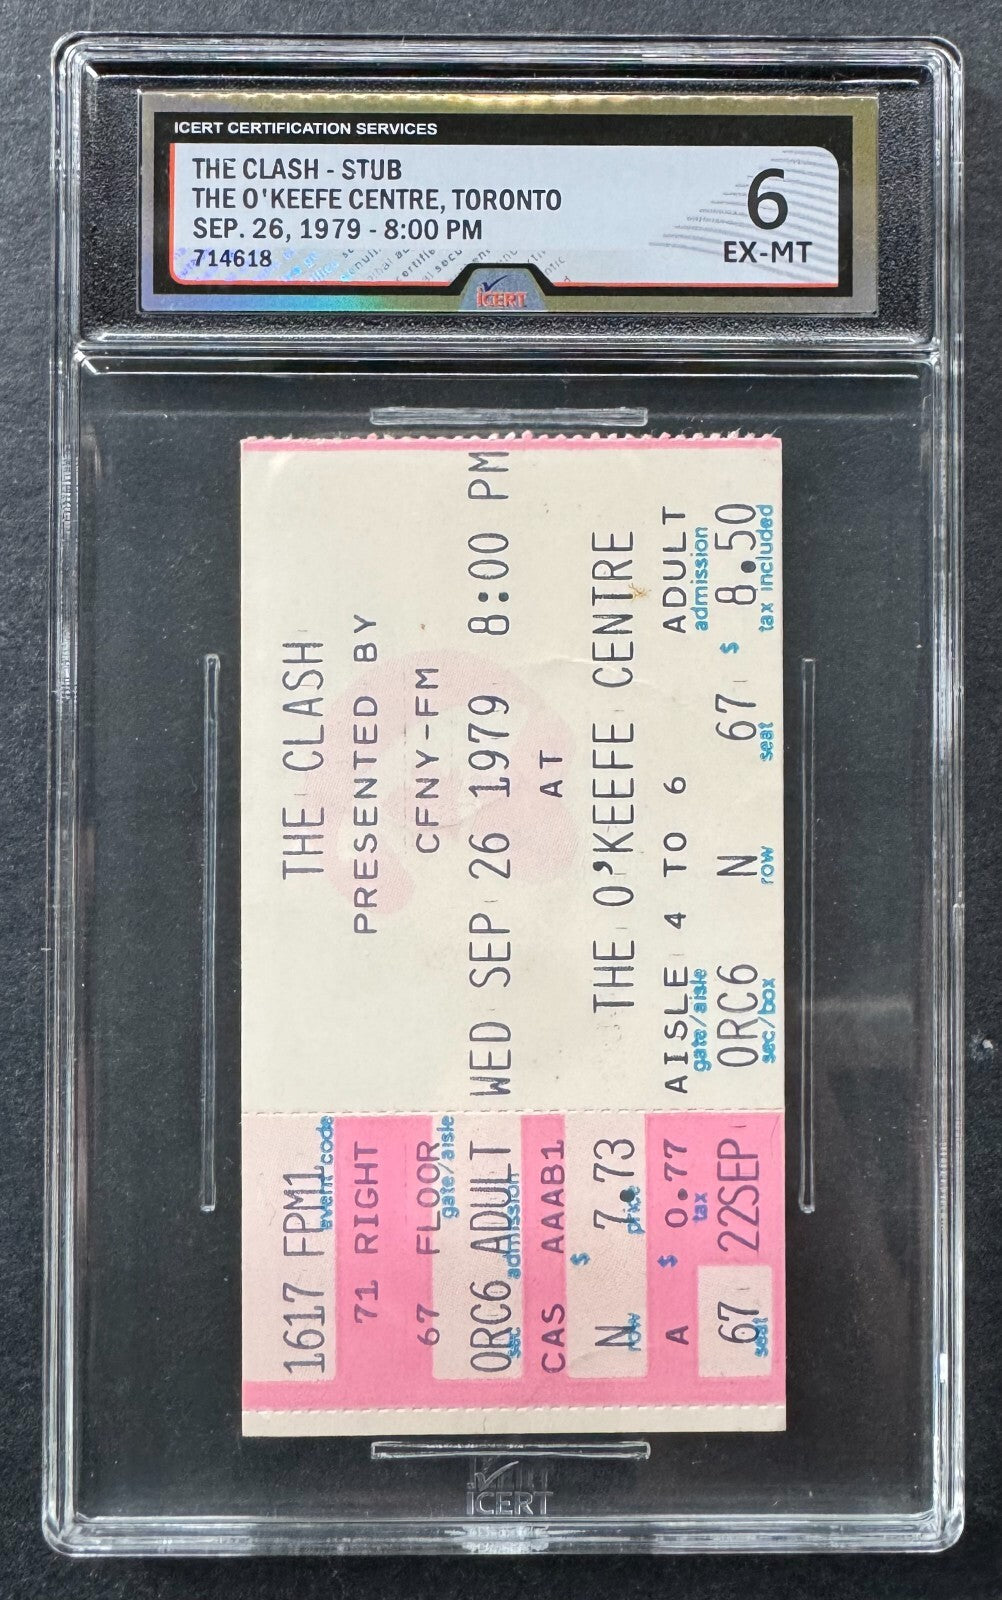 ICERT CERTIFICATION SERVICES
THE CLASH - STUB
THE O'KEEFE CENTRE, TORONTO
SEP. 26, 1979 - 8:00 PM
714618
6
EX-MT
iCERT
THE CLASH
PRESENTED BY
CFNY-FM
WED SEP 26 1979 8:00 PM
AT
THE O'KEEFE CENTRE
AISLE 4 TO 6 ADULT
gate/aisle admission
ORC6 N 67 $ 8.50
sec/box row seat tax included
1617 FPM1
event code
71 RIGHT
67 FLOOR
gate/aisle
ORC6 ADULT
sec admission
CAS AAAB1
N $ 7.73
row price
A $ 0.77
tax
67 22SEP
seat
iCERT